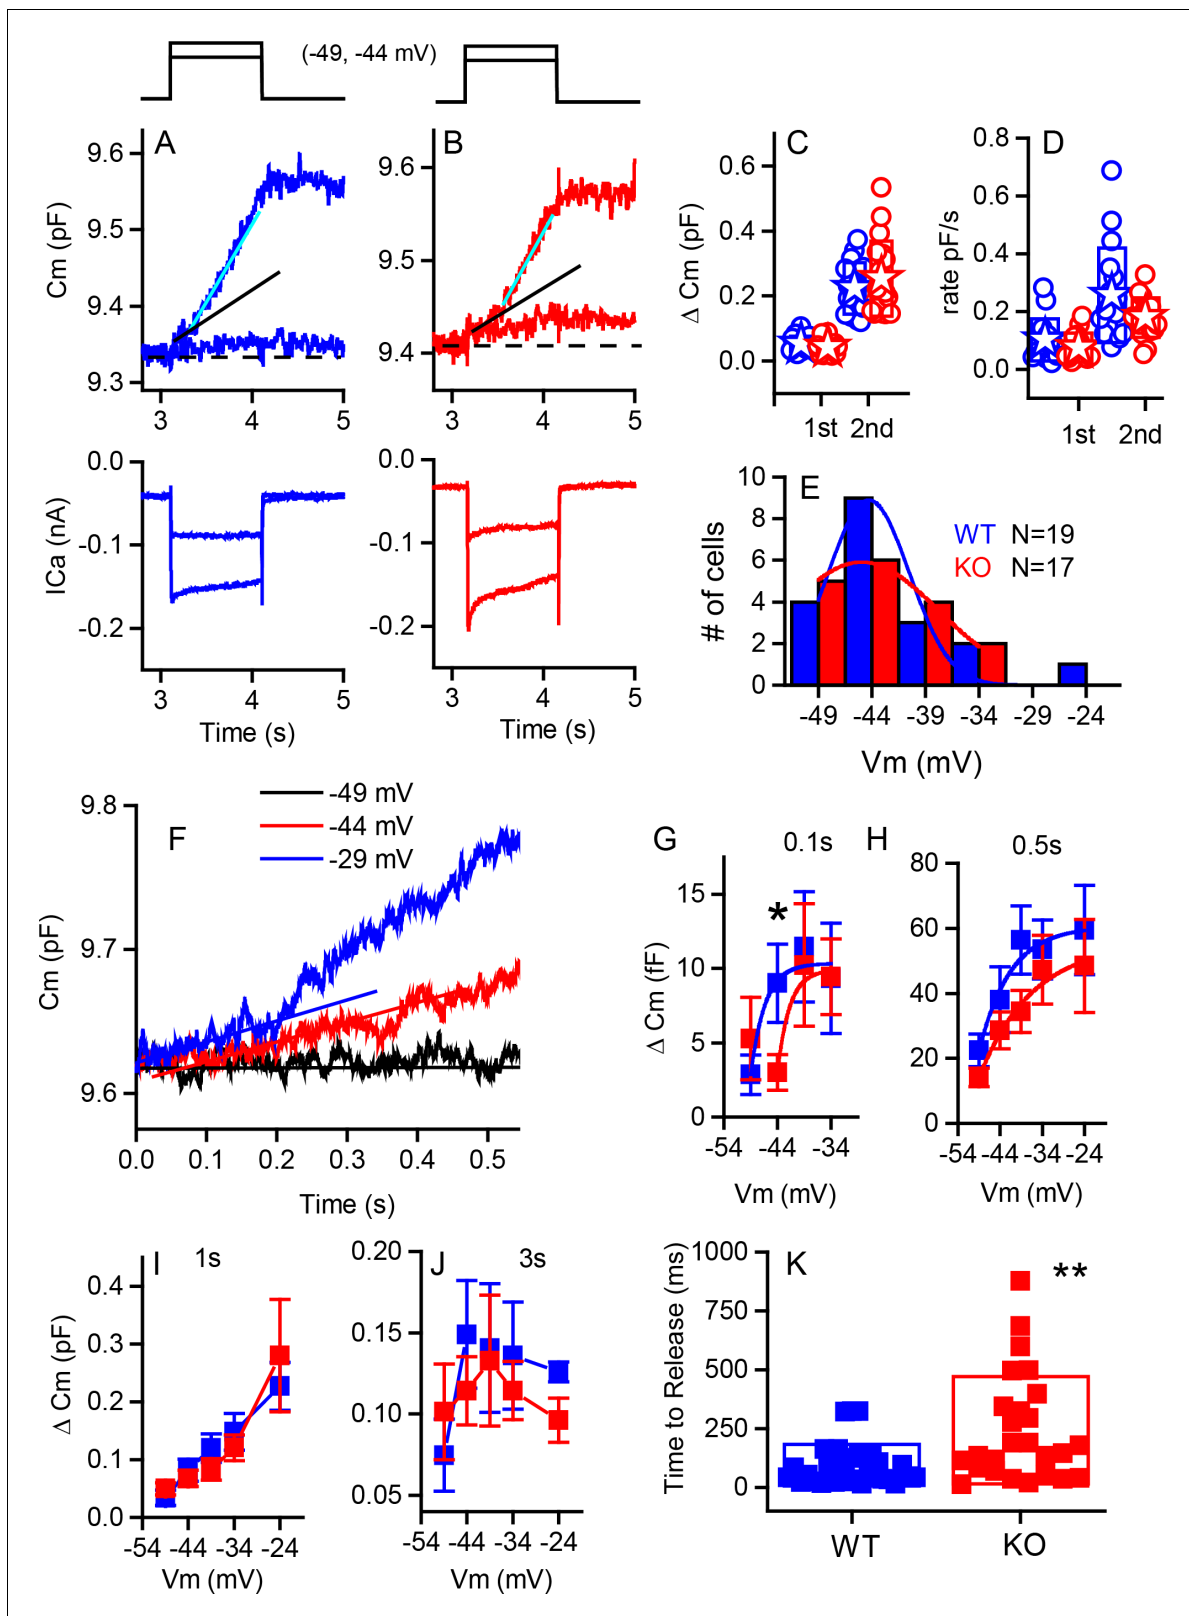 (-49, -44 mV)
A
Cm (pF)
9.6
9.5
9.4
9.3
3
4
5
B
9.6
9.5
9.4
3
4
5
C
Δ Cm (pF)
0.6
0.4
0.2
0.0
1st
2nd
D
rate pF/s
0.8
0.6
0.4
0.2
0.0
1st
2nd
ICa (nA)
0.0
-0.1
-0.2
3
4
5
Time (s)
0.0
-0.1
-0.2
3
4
5
Time (s)
E
# of cells
10
8
6
4
2
0
WT N=19
KO N=17
-49
-44
-39
-34
-29
-24
Vm (mV)
F
-49 mV
-44 mV
-29 mV
Cm (pF)
9.8
9.7
9.6
0.0
0.1
0.2
0.3
0.4
0.5
Time (s)
G
0.1s
Δ Cm (fF)
15
10
5
0
*
-54
-44
-34
Vm (mV)
H
0.5s
80
60
40
20
0
-54
-44
-34
-24
Vm (mV)
I
1s
Δ Cm (pF)
0.4
0.3
0.2
0.1
0.0
-54
-44
-34
-24
Vm (mV)
J
3s
0.20
0.15
0.10
0.05
-54
-44
-34
-24
Vm (mV)
K
**
Time to Release (ms)
1000
750
500
250
0
WT
KO